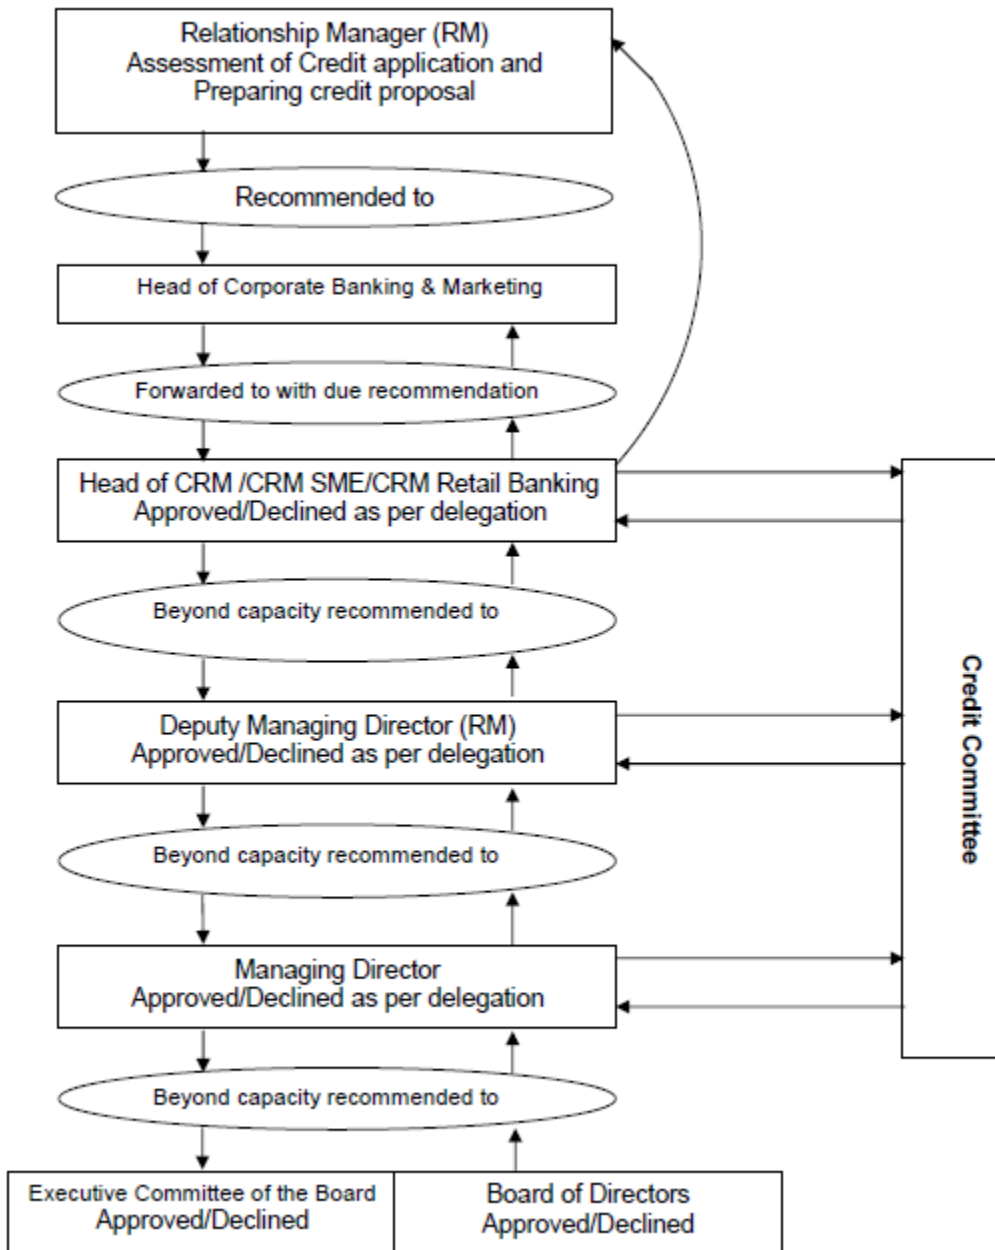 Relationship Manager (RM)
Assessment of Credit application and
Preparing credit proposal
Recommended to
Head of Corporate Banking & Marketing
Forwarded to with due recommendation
Head of CRM /CRM SME/CRM Retail Banking
Approved/Declined as per delegation
Beyond capacity recommended to
Deputy Managing Director (RM)
Approved/Declined as per delegation
Beyond capacity recommended to
Managing Director
Approved/Declined as per delegation
Beyond capacity recommended to
Executive Committee of the Board
Approved/Declined
Board of Directors
Approved/Declined
Credit Committee